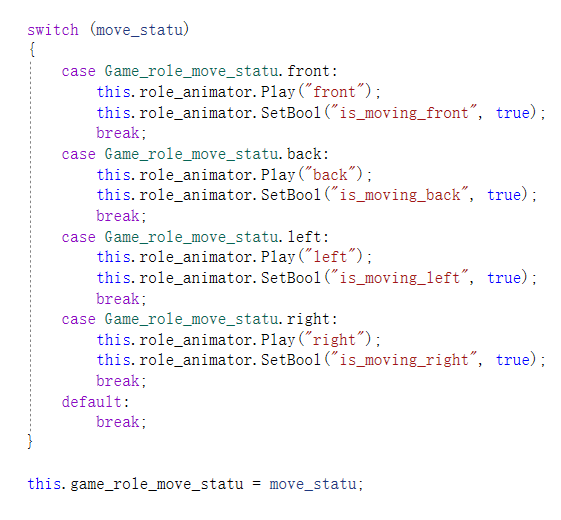 switch (move_statu)
{
case Game_role_move_statu.front:
this.role_animator.Play("front");
this.role_animator.SetBool("is_moving_front", true);
break;
case Game_role_move_statu.back:
this.role_animator.Play("back");
this.role_animator.SetBool("is_moving_back", true);
break;
case Game_role_move_statu.left:
this.role_animator.Play("left");
this.role_animator.SetBool("is_moving_left", true);
break;
case Game_role_move_statu.right:
this.role_animator.Play("right");
this.role_animator.SetBool("is_moving_right", true);
break;
default:
break;
}
this.game_role_move_statu = move_statu;